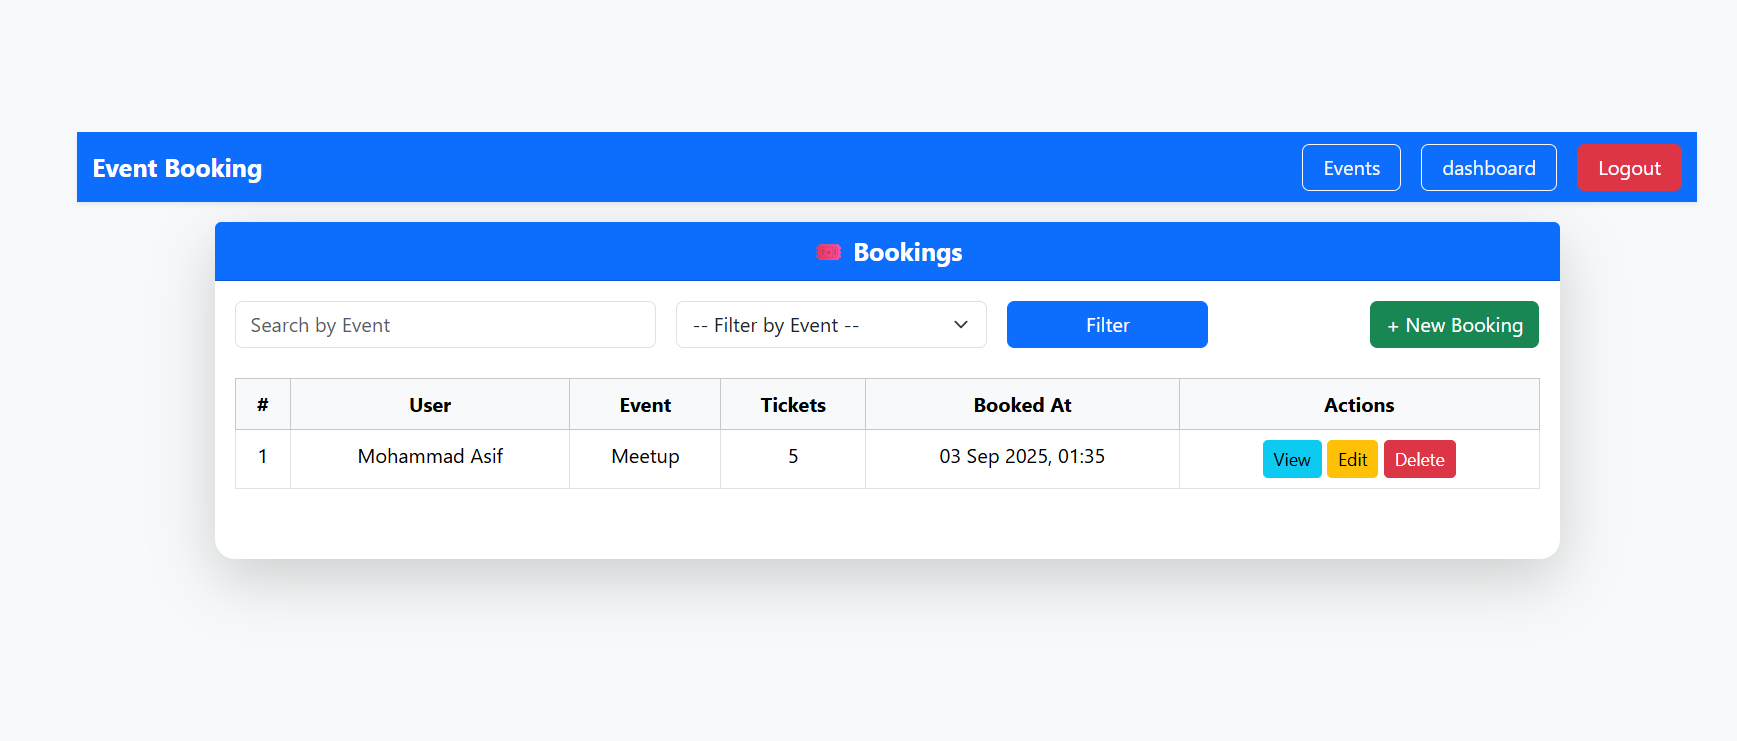 Event Booking Events dashboard Logout
Bookings
Search by Event -- Filter by Event -- Filter + New Booking
# User Event Tickets Booked At Actions
1 Mohammad Asif Meetup 5 03 Sep 2025, 01:35 View Edit Delete